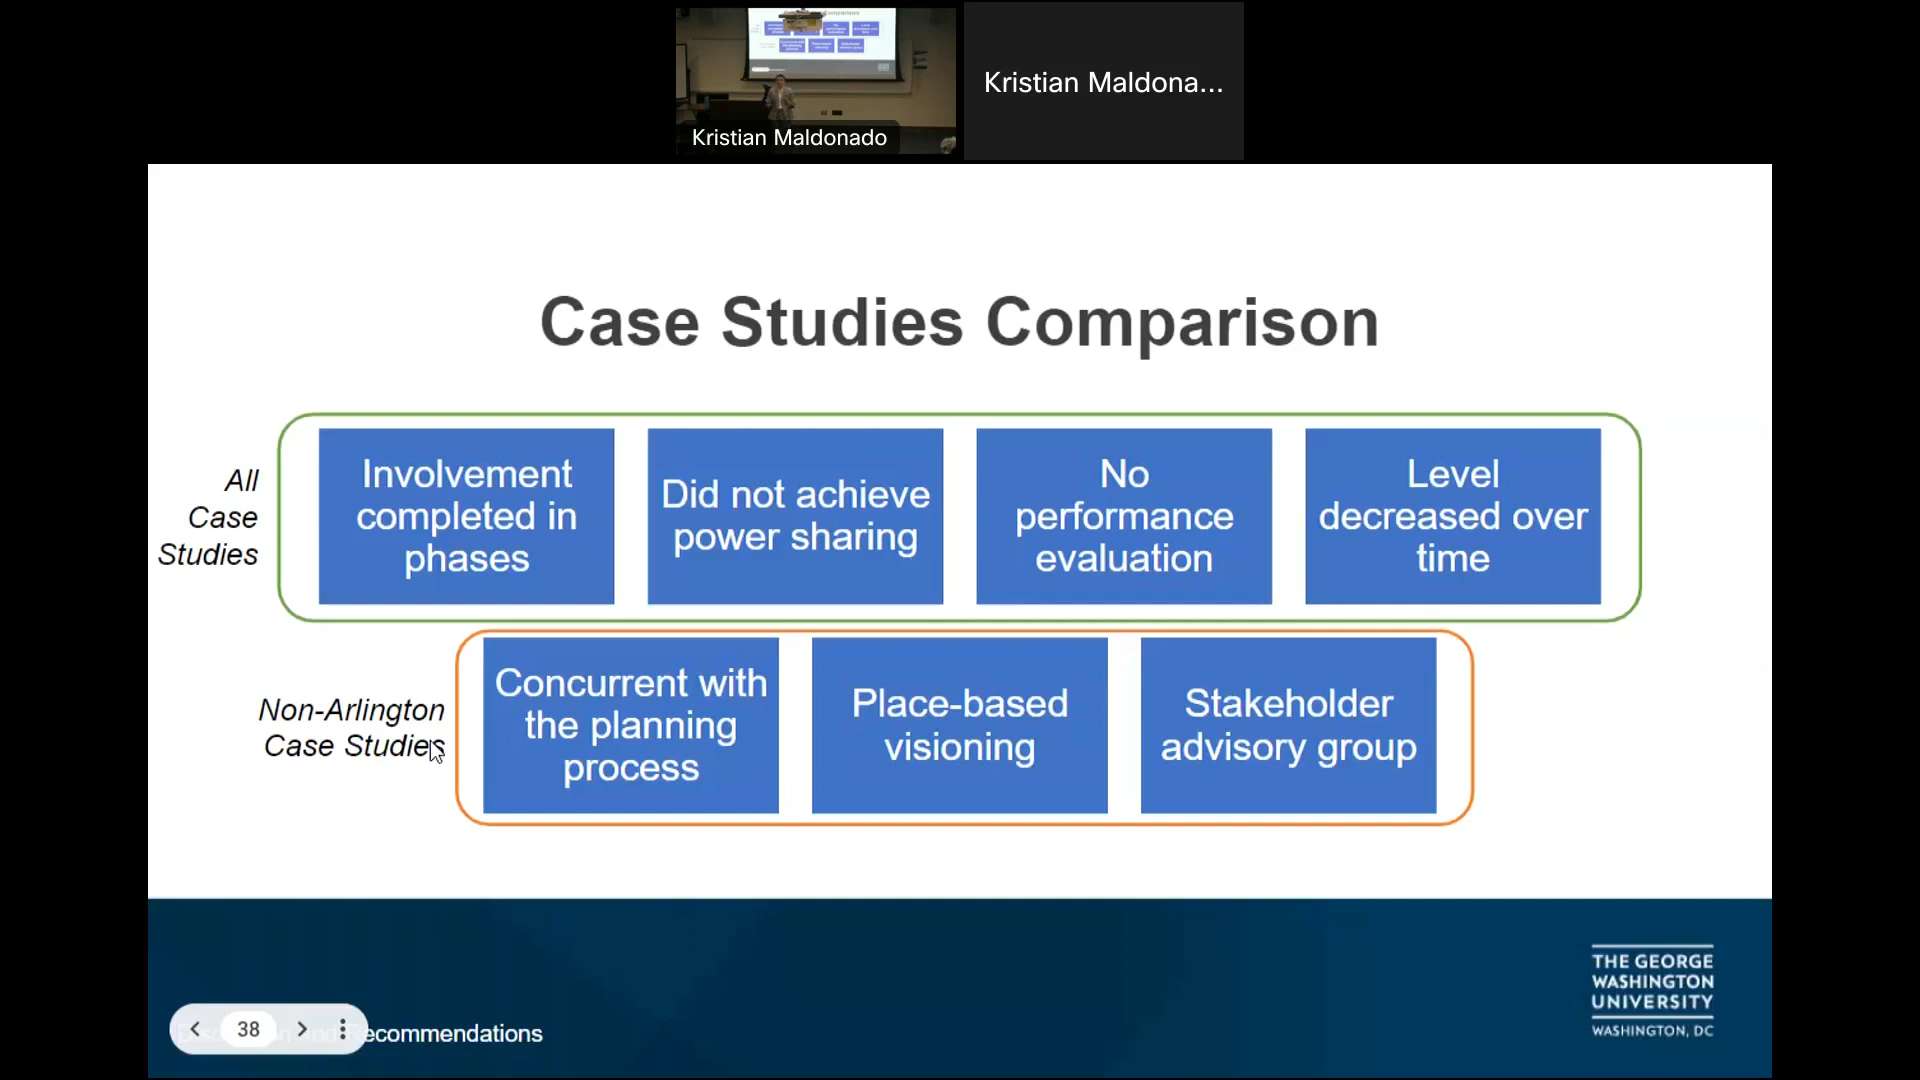 Kristian Maldonado
Kristian Maldona...
Case Studies Comparison
All
Case
Studies
Involvement
completed in
phases
Did not achieve
power sharing
No
performance
evaluation
Level
decreased over
time
Non-Arlington
Case Studies
Concurrent with
the planning
process
Place-based
visioning
Stakeholder
advisory group
38
ecommendations
THE GEORGE
WASHINGTON
UNIVERSITY
WASHINGTON, DC